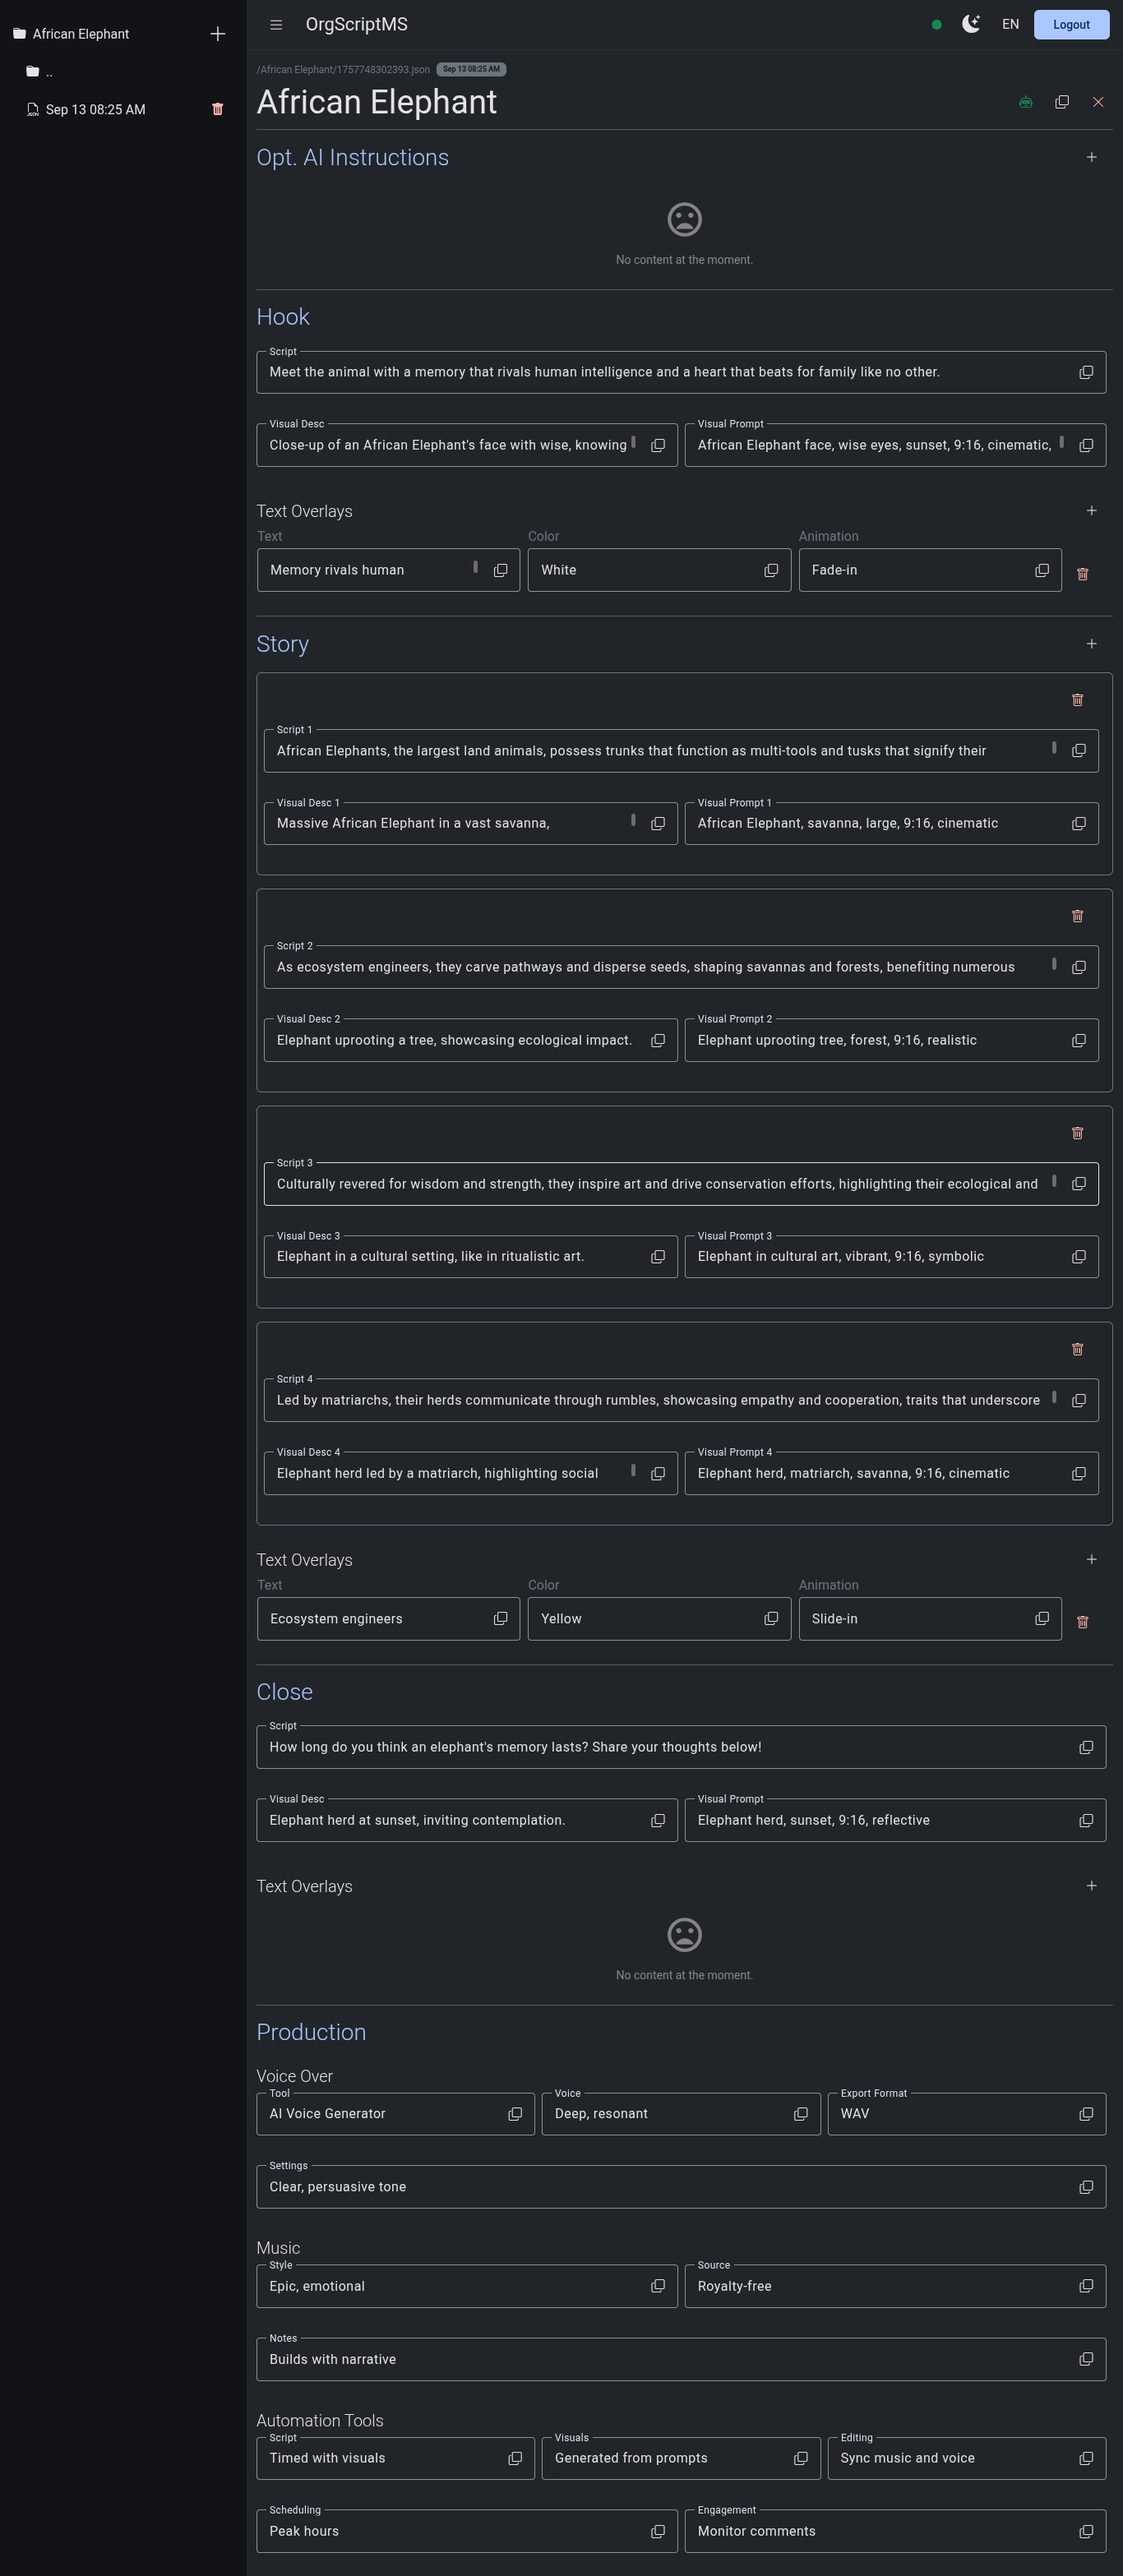 African Elephant
..
Sep 13 08:25 AM
OrgScriptMS
EN
Logout
/African Elephant/1757748302393.json Sep 13 08:25 AM
African Elephant
Opt. AI Instructions
No content at the moment.
Hook
Script
Meet the animal with a memory that rivals human intelligence and a heart that beats for family like no other.
Visual Desc
Close-up of an African Elephant's face with wise, knowing
Visual Prompt
African Elephant face, wise eyes, sunset, 9:16, cinematic,
Text Overlays
Text
Color
Animation
Memory rivals human
White
Fade-in
Story
Script 1
African Elephants, the largest land animals, possess trunks that function as multi-tools and tusks that signify their
Visual Desc 1
Massive African Elephant in a vast savanna,
Visual Prompt 1
African Elephant, savanna, large, 9:16, cinematic
Script 2
As ecosystem engineers, they carve pathways and disperse seeds, shaping savannas and forests, benefiting numerous
Visual Desc 2
Elephant uprooting a tree, showcasing ecological impact.
Visual Prompt 2
Elephant uprooting tree, forest, 9:16, realistic
Script 3
Culturally revered for wisdom and strength, they inspire art and drive conservation efforts, highlighting their ecological and
Visual Desc 3
Elephant in a cultural setting, like in ritualistic art.
Visual Prompt 3
Elephant in cultural art, vibrant, 9:16, symbolic
Script 4
Led by matriarchs, their herds communicate through rumbles, showcasing empathy and cooperation, traits that underscore
Visual Desc 4
Elephant herd led by a matriarch, highlighting social
Visual Prompt 4
Elephant herd, matriarch, savanna, 9:16, cinematic
Text Overlays
Text
Color
Animation
Ecosystem engineers
Yellow
Slide-in
Close
Script
How long do you think an elephant's memory lasts? Share your thoughts below!
Visual Desc
Elephant herd at sunset, inviting contemplation.
Visual Prompt
Elephant herd, sunset, 9:16, reflective
Text Overlays
No content at the moment.
Production
Voice Over
Tool
AI Voice Generator
Voice
Deep, resonant
Export Format
WAV
Settings
Clear, persuasive tone
Music
Style
Epic, emotional
Source
Royalty-free
Notes
Builds with narrative
Automation Tools
Script
Timed with visuals
Visuals
Generated from prompts
Editing
Sync music and voice
Scheduling
Peak hours
Engagement
Monitor comments